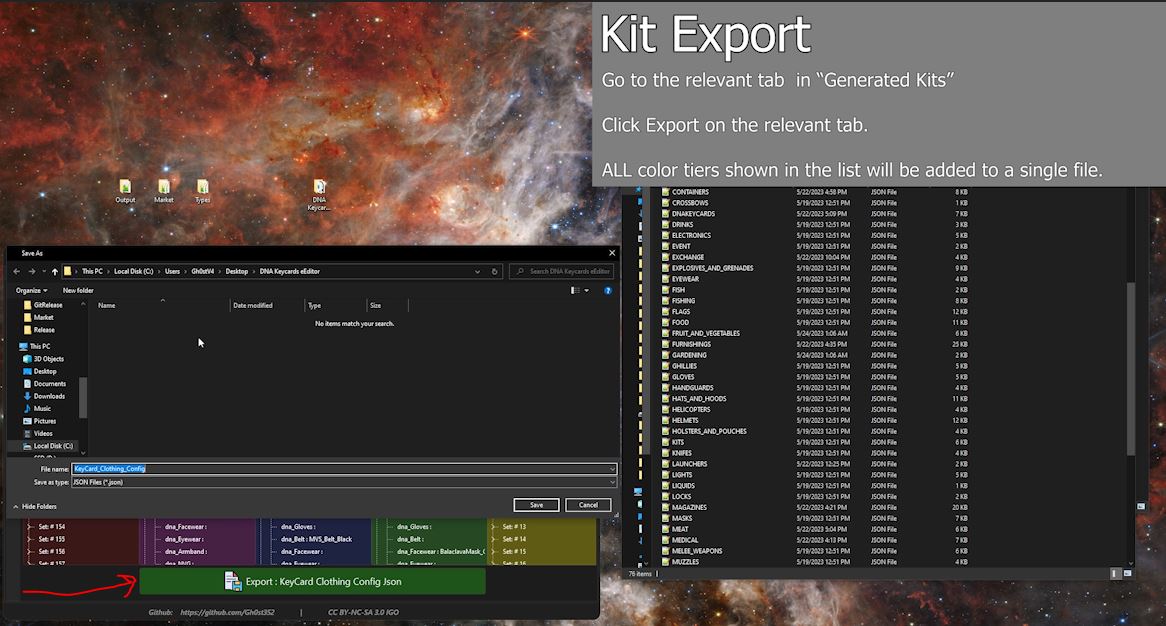 Kit Export
Go to the relevant tab  in “Generated Kits”
Click Export on the relevant tab.
ALL color tiers shown in the list will be added to a single file.
Output
Market
Types
DNA
Keycar...
CONTAINERS 5/22/2023 4:58 PM JSON File 8 KB
CROSSBOWS 5/19/2023 12:51 PM JSON File 1 KB
DNAKEYCARDS 5/22/2023 5:09 PM JSON File 7 KB
DRINKS 5/19/2023 12:51 PM JSON File 3 KB
ELECTRONICS 5/19/2023 12:51 PM JSON File 5 KB
EVENT 5/19/2023 12:51 PM JSON File 2 KB
EXCHANGE 5/22/2023 10:04 PM JSON File 4 KB
EXPLOSIVES_AND_GRENADES 5/19/2023 12:51 PM JSON File 9 KB
EYEWEAR 5/19/2023 12:51 PM JSON File 4 KB
FISH 5/19/2023 12:51 PM JSON File 2 KB
FISHING 5/19/2023 12:51 PM JSON File 8 KB
FLAGS 5/19/2023 12:51 PM JSON File 12 KB
FOOD 5/19/2023 12:51 PM JSON File 11 KB
FRUIT_AND_VEGETABLES 5/24/2023 1:06 AM JSON File 6 KB
FURNISHINGS 5/22/2023 4:35 PM JSON File 25 KB
GARDENING 5/24/2023 1:06 AM JSON File 2 KB
GHILLIES 5/19/2023 12:51 PM JSON File 5 KB
GLOVES 5/19/2023 12:51 PM JSON File 5 KB
HANDGUARDS 5/19/2023 12:51 PM JSON File 4 KB
HATS_AND_HOODS 5/19/2023 12:51 PM JSON File 11 KB
HELICOPTERS 5/19/2023 12:51 PM JSON File 4 KB
HELMETS 5/19/2023 12:51 PM JSON File 12 KB
HOLSTERS_AND_POUCHES 5/19/2023 12:51 PM JSON File 4 KB
KITS 5/19/2023 12:51 PM JSON File 5 KB
KNIFES 5/19/2023 12:51 PM JSON File 4 KB
LAUNCHERS 5/22/2023 12:25 PM JSON File 2 KB
LIGHTS 5/19/2023 12:51 PM JSON File 5 KB
LIQUIDS 5/19/2023 12:51 PM JSON File 1 KB
LOCKS 5/19/2023 12:51 PM JSON File 2 KB
MAGAZINES 5/22/2023 4:21 PM JSON File 20 KB
MASKS 5/19/2023 12:51 PM JSON File 7 KB
MEAT 5/22/2023 5:04 PM JSON File 6 KB
MEDICAL 5/22/2023 4:13 PM JSON File 7 KB
MELEE_WEAPONS 5/19/2023 12:51 PM JSON File 6 KB
MUZZLES 5/19/2023 12:51 PM JSON File 4 KB
76 items
Save As
This PC › Local Disk (C:) › Users › Gh0stV4 › Desktop › DNA Keycards eEditor
Search DNA Keycards eEditor
Organize
New folder
Name Date modified Type Size
No items match your search.
GitRelease
Market
Release
This PC
3D Objects
Desktop
Documents
Downloads
Music
Pictures
Videos
Local Disk (C:)
File name: KeyCard_Clothing_Config
Save as type: JSON Files (*.json)
Hide Folders
Save
Cancel
Set: # 154 dna_Facewear : dna_Gloves : dna_Gloves : Set: # 13
Set: # 155 dna_Eyewear : dna_Belt : MVS_Belt_Black dna_Belt : Set: # 14
Set: # 156 dna_Armband : dna_Facewear : dna_Facewear : BalaclavaMask_ Set: # 15
Export : KeyCard Clothing Config Json
Github: https://github.com/Gh0st352 | CC BY-NC-SA 3.0 IGO